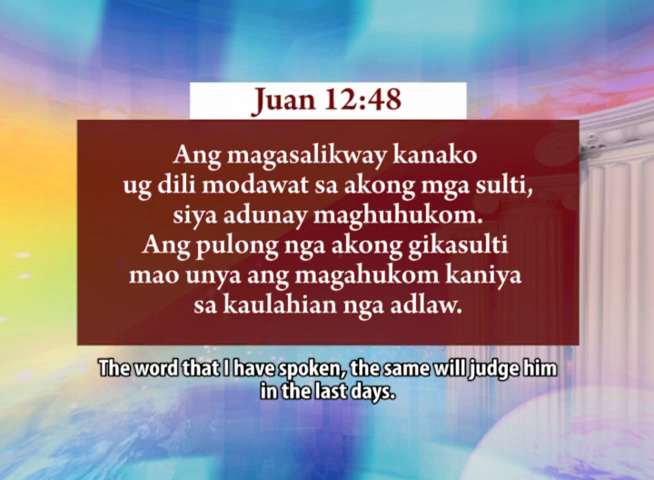 Juan 12:48
Ang magasalikway kanako
ug dili modawat sa akong mga sulti,
siya adunay maghuhukom.
Ang pulong nga akong gikasulti
mao unya ang magahukom kaniya
sa kaulahian nga adlaw.
The word that I have spoken, the same will judge him
in the last days.